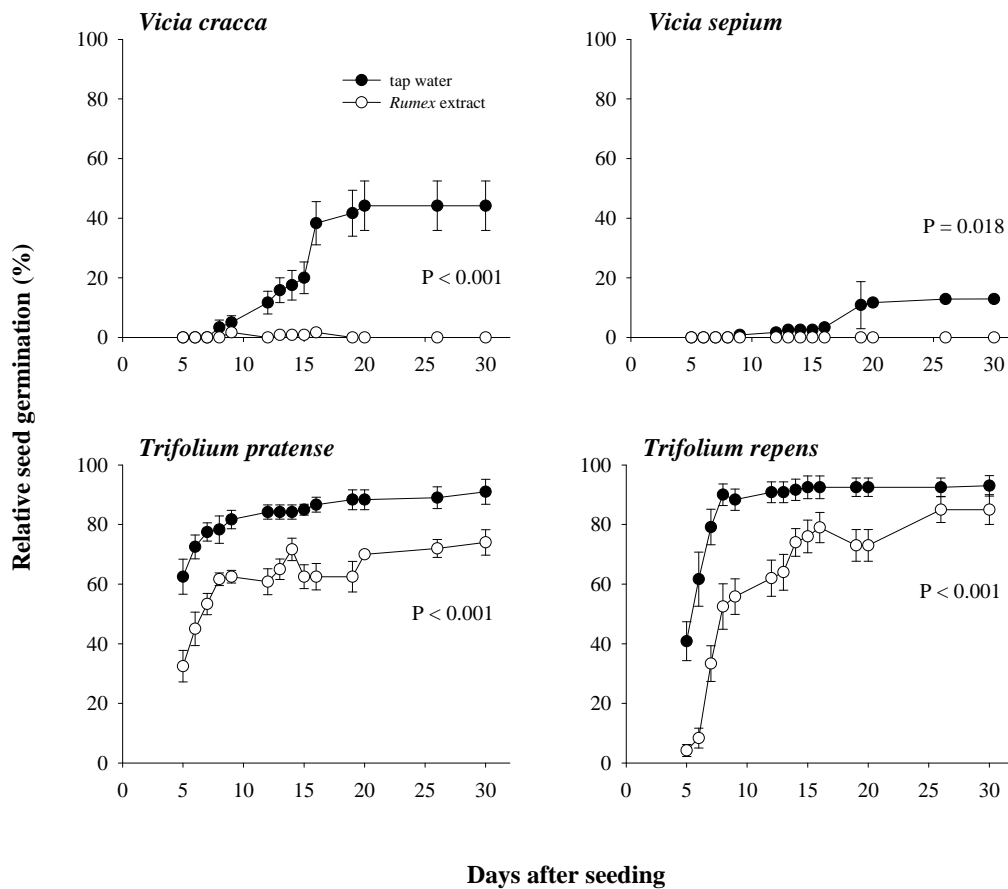 Vicia cracca
100
80
60
40
20
0
0 5 10 15 20 25 30
tap water
Rumex extract
P < 0.001
Vicia sepium
100
80
60
40
20
0
0 5 10 15 20 25 30
P = 0.018
Relative seed germination (%)
Trifolium pratense
100
80
60
40
20
0
0 5 10 15 20 25 30
P < 0.001
Trifolium repens
100
80
60
40
20
0
0 5 10 15 20 25 30
P < 0.001
Days after seeding